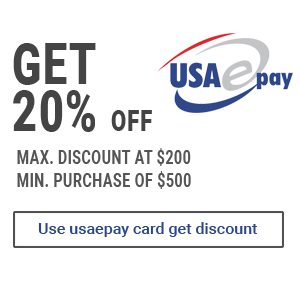 GET
20% OFF
USAepay
MAX. DISCOUNT AT $200
MIN. PURCHASE OF $500
Use usaepay card get discount